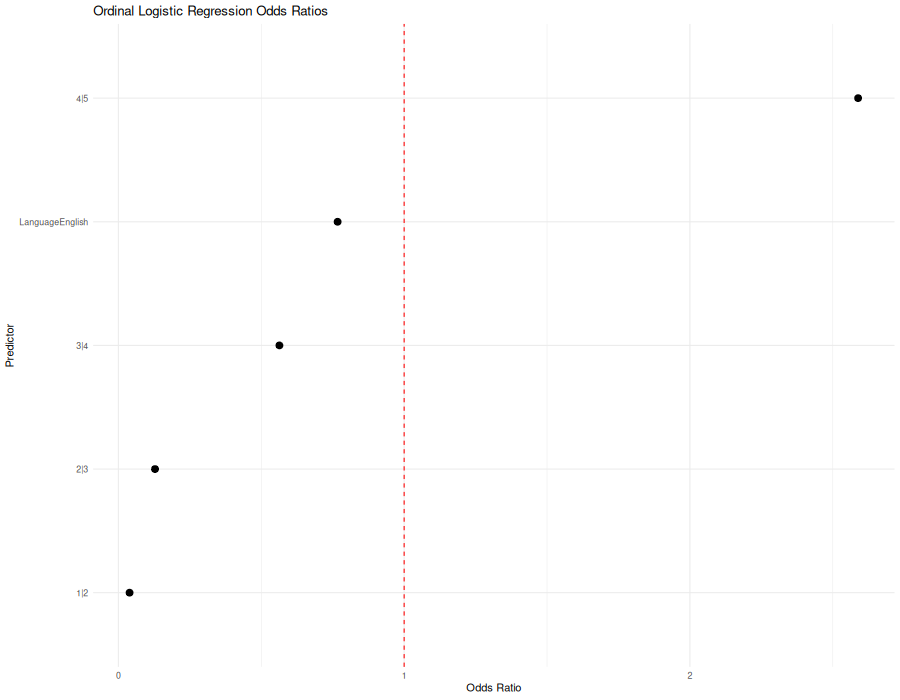 Ordinal Logistic Regression Odds Ratios
4|5
LanguageEnglish
3|4
2|3
1|2
Predictor
0 1 2
Odds Ratio